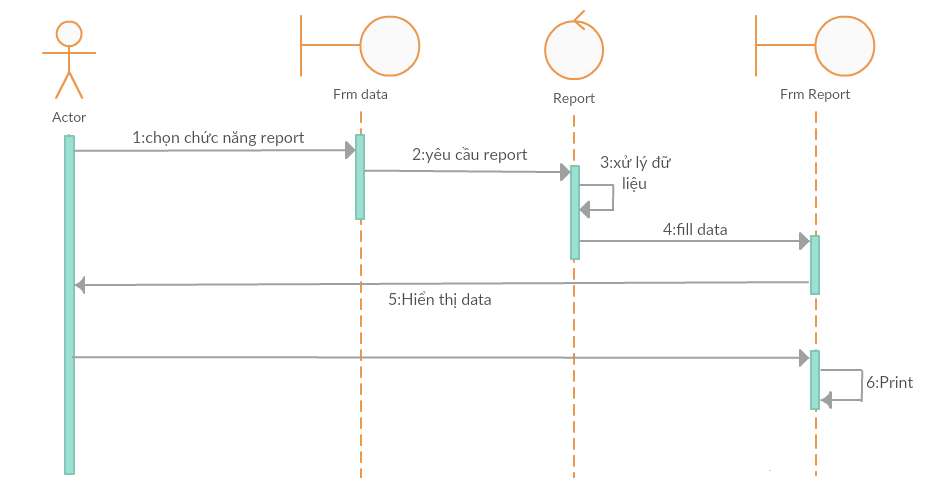 Actor
Frm data
Report
Frm Report
1:chọn chức năng report
2:yêu cầu report
3:xử lý dữ
liệu
4:fill data
5:Hiển thị data
6:Print